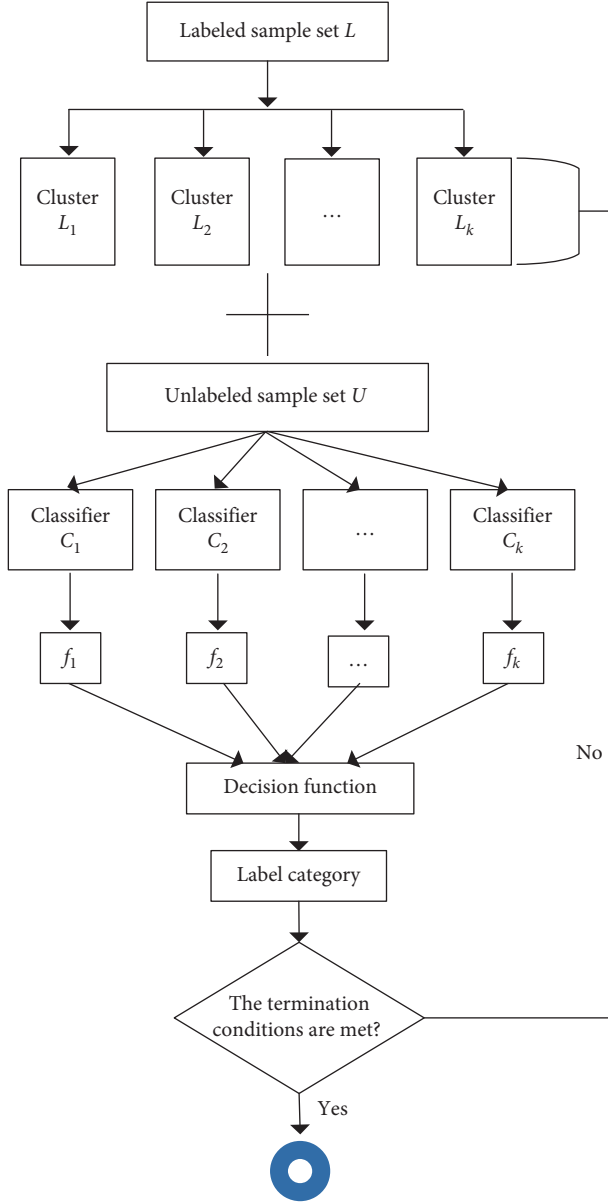 Labeled sample set L
Cluster
L₁
Cluster
L₂
...
Cluster
Lₖ
Unlabeled sample set U
Classifier
C₁
Classifier
C₂
...
Classifier
Cₖ
f₁
f₂
...
fₖ
No
Decision function
Label category
The termination
conditions are met?
Yes